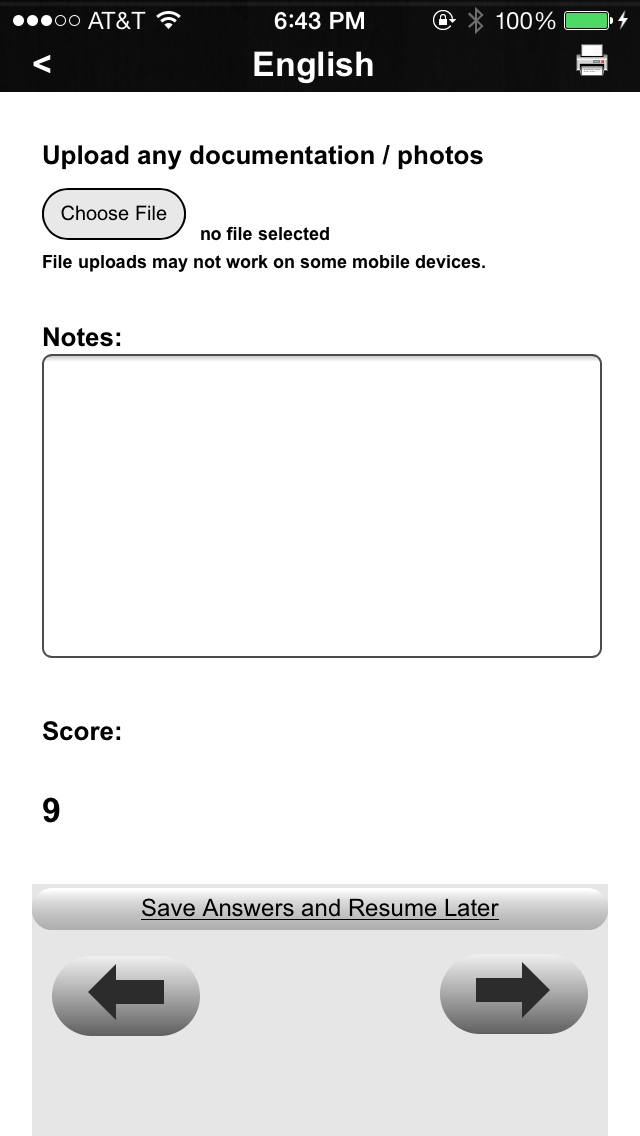 AT&T 6:43 PM 100%
< English
Upload any documentation / photos
Choose File no file selected
File uploads may not work on some mobile devices.
Notes:
Score:
9
Save Answers and Resume Later